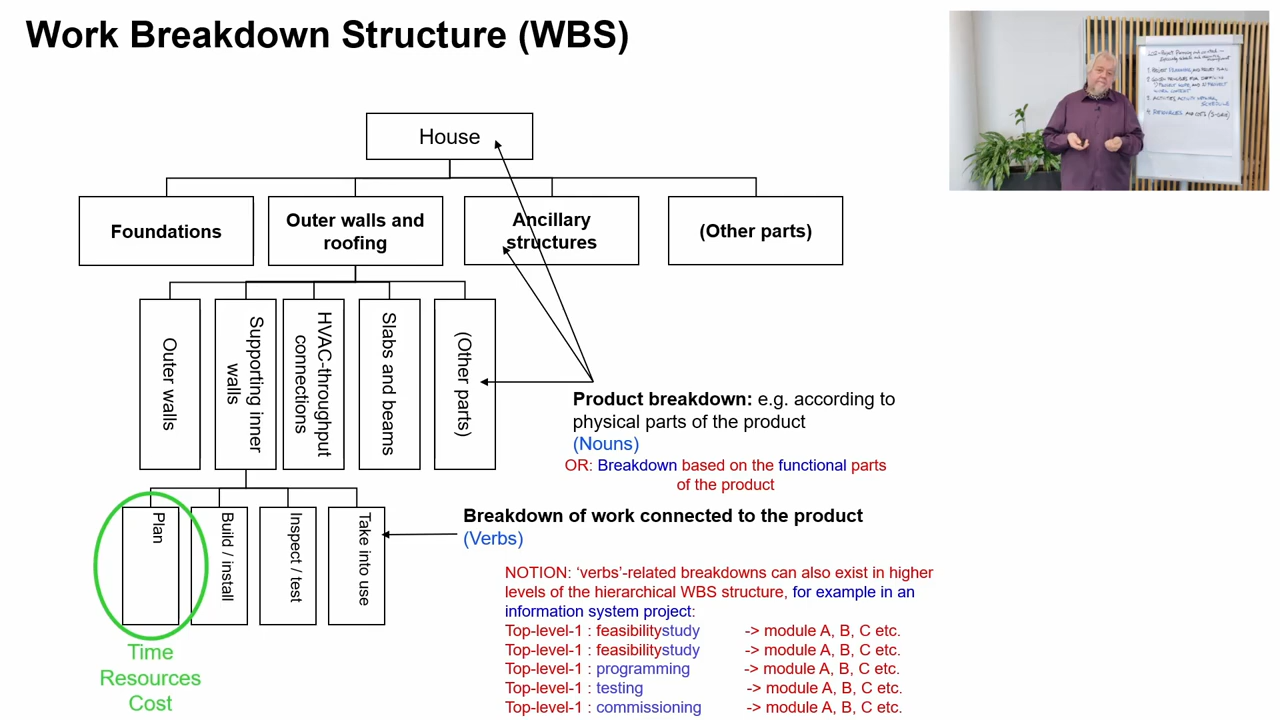 Work Breakdown Structure (WBS)
House
Foundations
Outer walls and
roofing
Ancillary
structures
(Other parts)
Outer walls
Supporting inner
walls
HVAC-throughput
connections
Slabs and beams
(Other parts)
Product breakdown: e.g. according to
physical parts of the product
(Nouns)
OR: Breakdown based on the functional parts
of the product
Plan
Build / install
Inspect / test
Take into use
Breakdown of work connected to the product
(Verbs)
NOTION: ‘verbs’-related breakdowns can also exist in higher
levels of the hierarchical WBS structure, for example in an
information system project:
Top-level-1 : feasibilitystudy -> module A, B, C etc.
Top-level-1 : feasibilitystudy -> module A, B, C etc.
Top-level-1 : programming -> module A, B, C etc.
Top-level-1 : testing -> module A, B, C etc.
Top-level-1 : commissioning -> module A, B, C etc.
Time
Resources
Cost